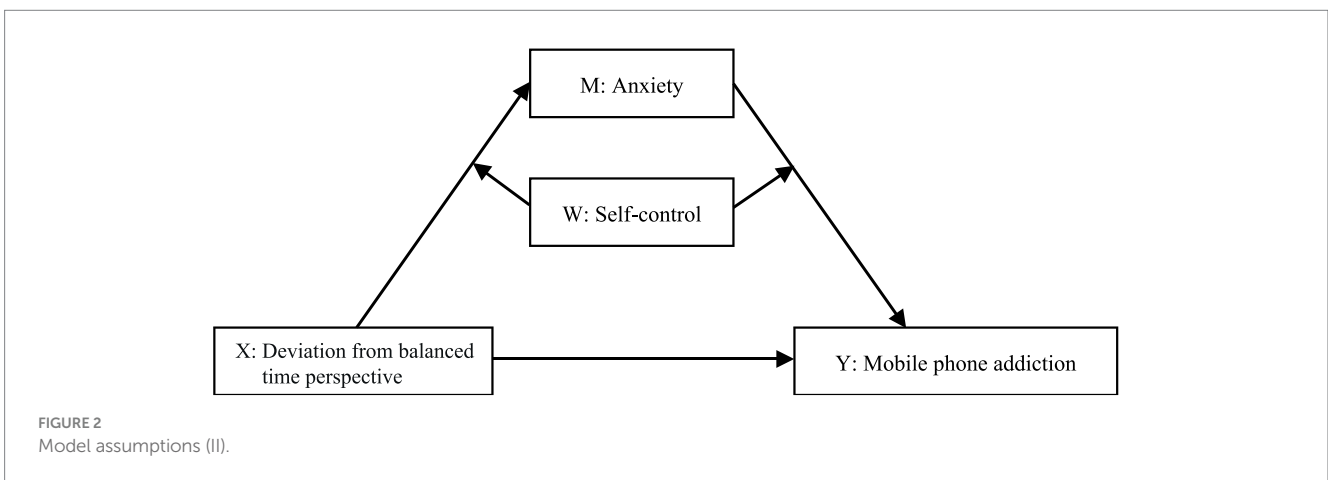 M: Anxiety
W: Self-control
X: Deviation from balanced
time perspective
Y: Mobile phone addiction
FIGURE 2
Model assumptions (II).